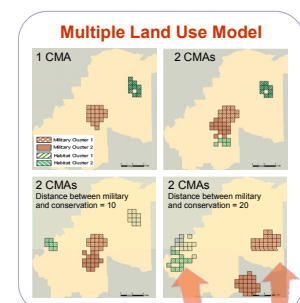 Multiple Land Use Model
1 CMA
2 CMAs
Military Cluster 1
Military Cluster 2
Habitat Cluster 1
Habitat Cluster 2
2 CMAs
Distance between military
and conservation = 10
2 CMAs
Distance between military
and conservation = 20